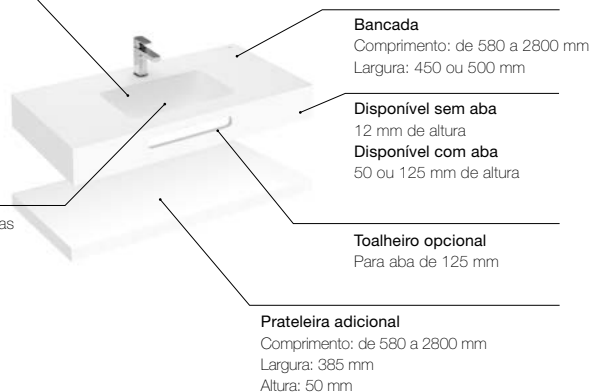 Bancada
Comprimento: de 580 a 2800 mm
Largura: 450 ou 500 mm
Disponível sem aba
12 mm de altura
Disponível com aba
50 ou 125 mm de altura
as
Toalheiro opcional
Para aba de 125 mm
Prateleira adicional
Comprimento: de 580 a 2800 mm
Largura: 385 mm
Altura: 50 mm